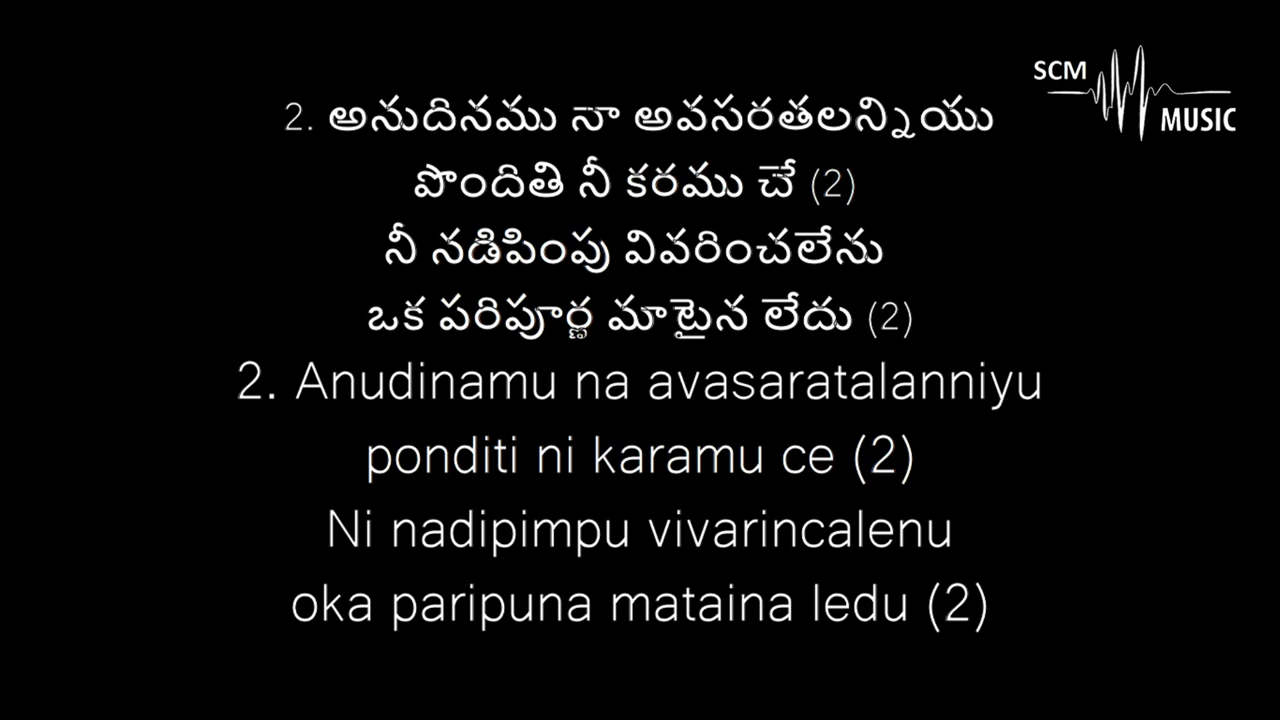 SCM
MUSIC
2. అనుదినము నా అవసరతలన్నియు
పొందితి నీ కరము చే (2)
నీ నడిపింపు వివరించలేను
ఒక పరిపూర్ణ మాటైన లేదు (2)
2. Anudinamu na avasaratalanniyu
ponditi ni karamu ce (2)
Ni nadipimpu vivarincalenu
oka paripuna mataina ledu (2)